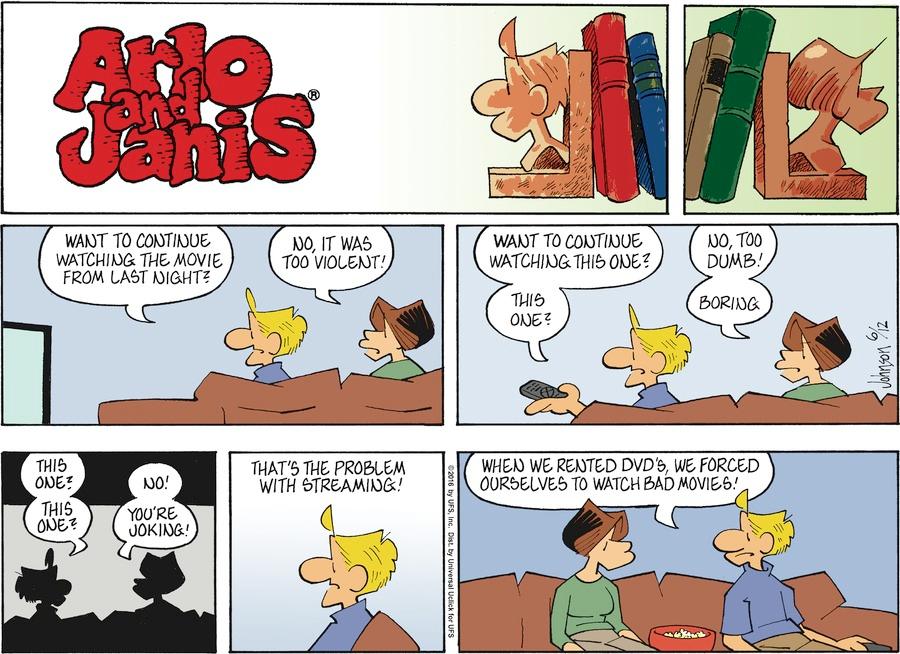 Arlo
and
Janis®
WANT TO CONTINUE
WATCHING THE MOVIE
FROM LAST NIGHT?
NO, IT WAS
TOO VIOLENT!
WANT TO CONTINUE
WATCHING THIS ONE?
NO, TOO
DUMB!
THIS
ONE?
BORING
Johnson 6/12
THIS
ONE?
NO!
THIS
ONE?
YOU'RE
JOKING!
THAT'S THE PROBLEM
WITH STREAMING!
©2016 by UFS, Inc. Dist. by Universal Uclick for UFS
WHEN WE RENTED DVD'S, WE FORCED
OURSELVES TO WATCH BAD MOVIES!